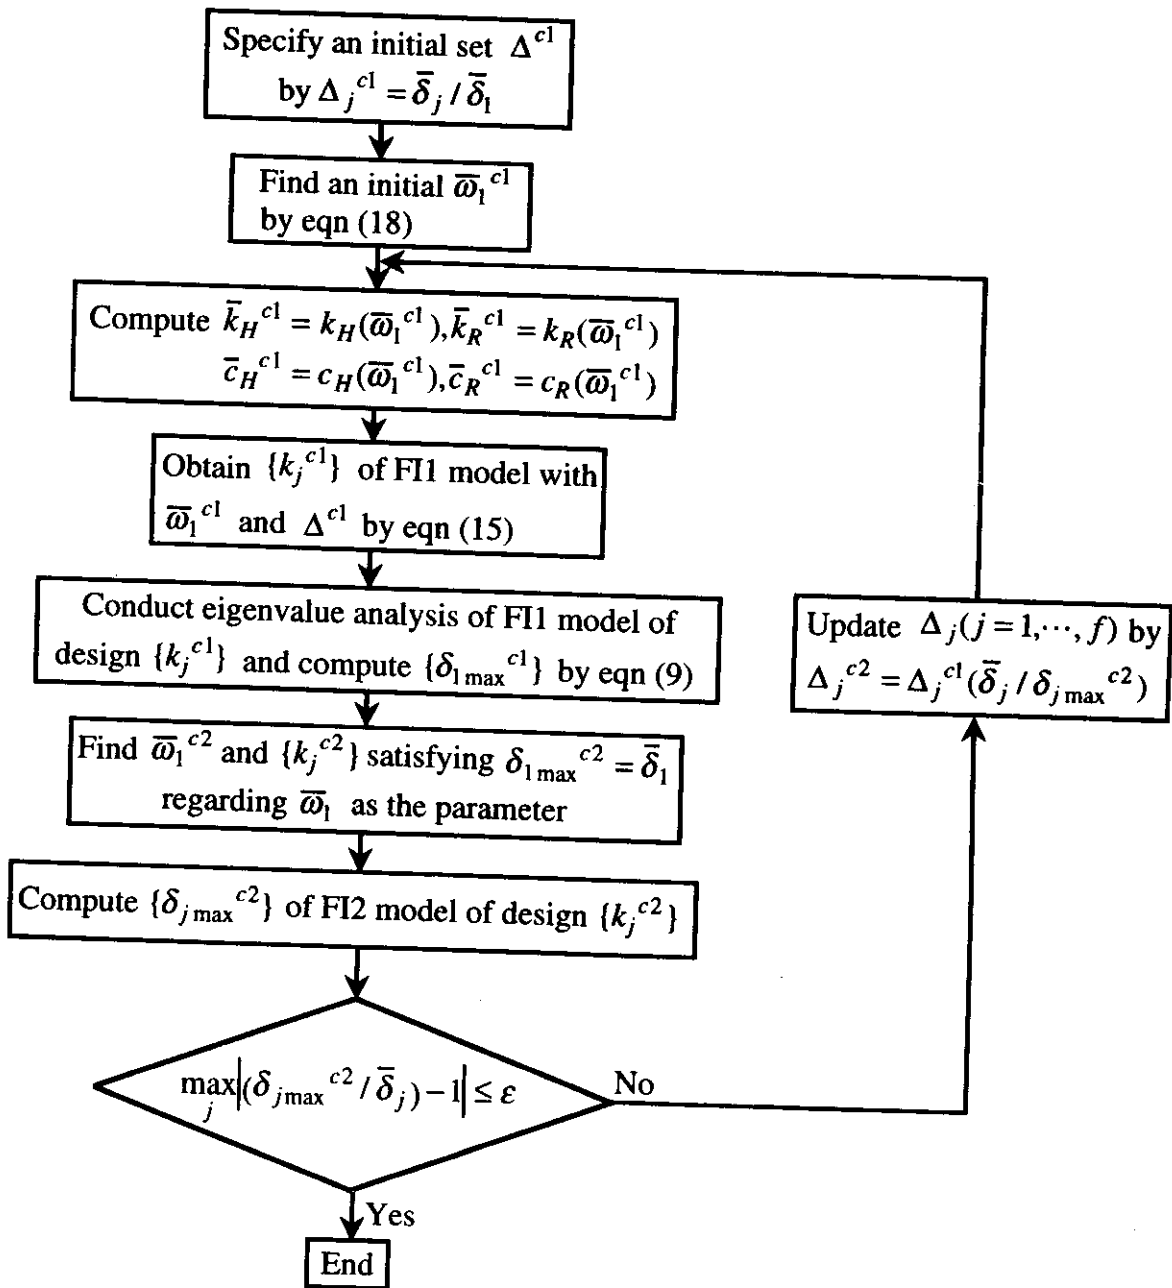 Specify an initial set Δ^{c1}
by Δ_j^{c1} = δ̄_j / δ̄_1
Find an initial ω̄_1^{c1}
by eqn (18)
Compute k̄_H^{c1} = k_H(ω̄_1^{c1}), k̄_R^{c1} = k_R(ω̄_1^{c1})
c̄_H^{c1} = c_H(ω̄_1^{c1}), c̄_R^{c1} = c_R(ω̄_1^{c1})
Obtain {k_j^{c1}} of FI1 model with
ω̄_1^{c1} and Δ^{c1} by eqn (15)
Conduct eigenvalue analysis of FI1 model of
design {k_j^{c1}} and compute {δ_{1max}^{c1}} by eqn (9)
Find ω̄_1^{c2} and {k_j^{c2}} satisfying δ_{1max}^{c2} = δ̄_1
regarding ω̄_1 as the parameter
Compute {δ_{jmax}^{c2}} of FI2 model of design {k_j^{c2}}
max_j |(δ_{jmax}^{c2} / δ̄_j) − 1| ≤ ε
No
Update Δ_j(j = 1,⋯, f) by
Δ_j^{c2} = Δ_j^{c1}(δ̄_j / δ_{jmax}^{c2})
Yes
End